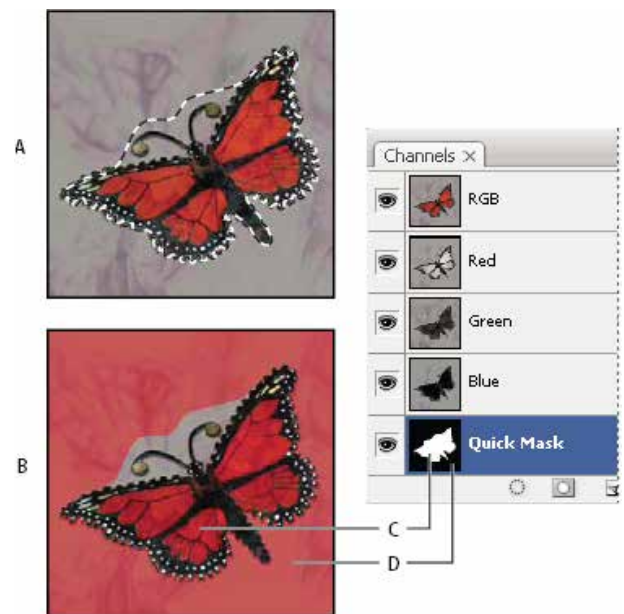 A
Channels ×
RGB
Red
Green
Blue
B
Quick Mask
C
D